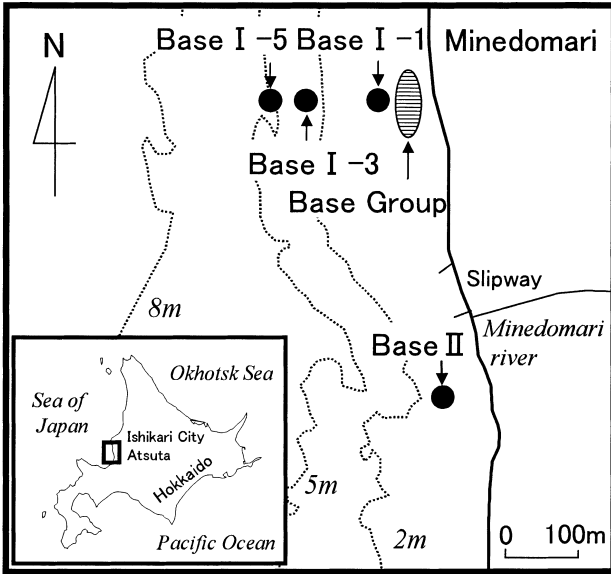 N
Base Ⅰ-5 Base Ⅰ-1
Minedomari
Base Ⅰ-3
Base Group
Slipway
8m
Minedomari
river
Base Ⅱ
Okhotsk Sea
Sea of
Japan
Ishikari City
Atsuta
Hokkaido
Pacific Ocean
5m
2m
0 100m